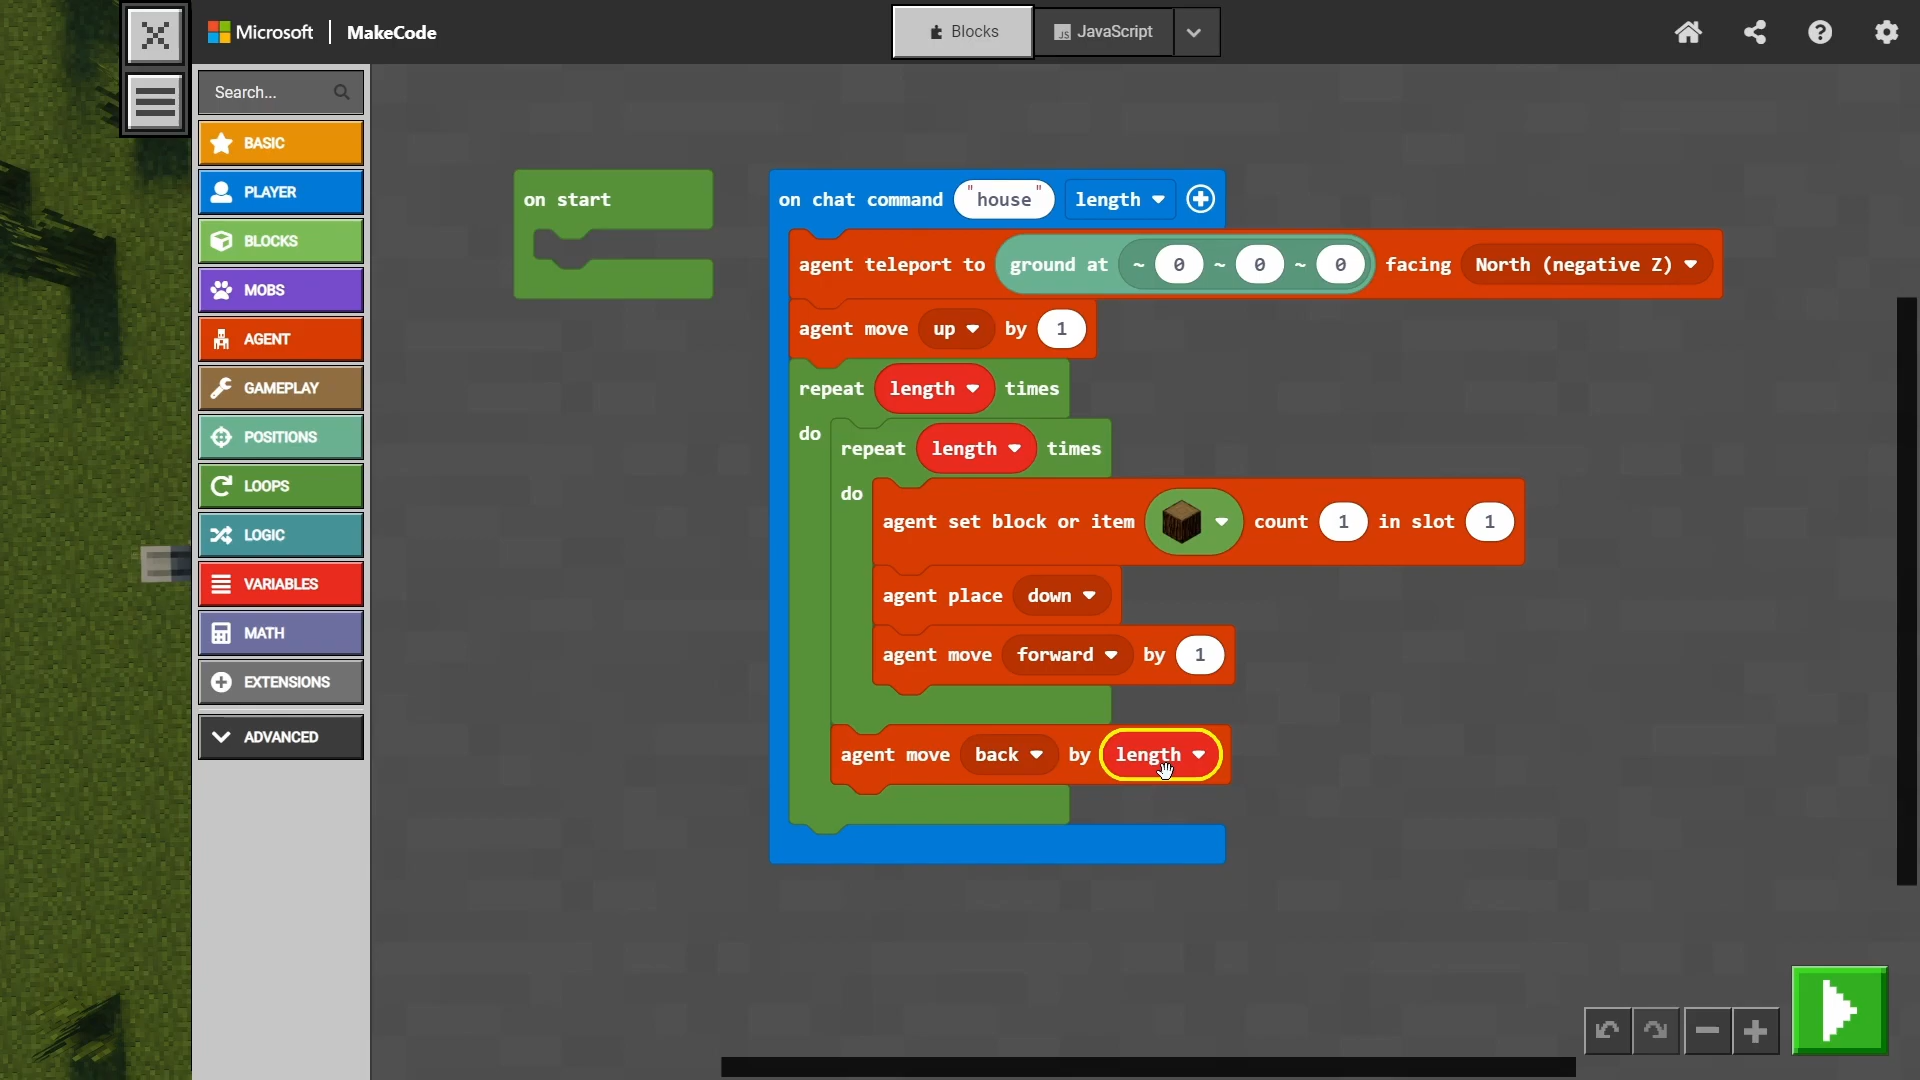 Microsoft | MakeCode
Blocks
JS JavaScript
Search...
BASIC
PLAYER
BLOCKS
MOBS
AGENT
GAMEPLAY
POSITIONS
LOOPS
LOGIC
VARIABLES
MATH
EXTENSIONS
ADVANCED
on start
on chat command "house" length
agent teleport to ground at ~ 0 ~ 0 ~ 0 facing North (negative Z)
agent move up by 1
repeat length times
do
repeat length times
do
agent set block or item count 1 in slot 1
agent place down
agent move forward by 1
agent move back by length